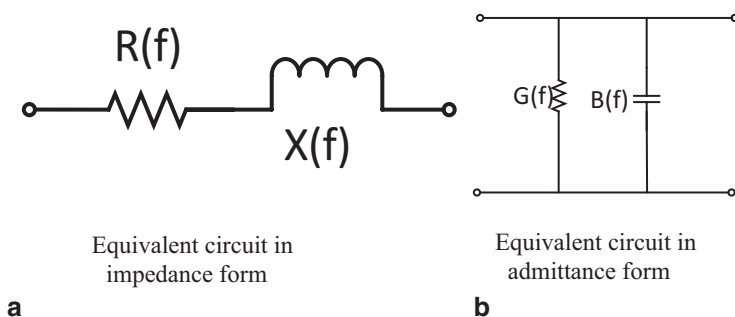 R(f)
X(f)
Equivalent circuit in
impedance form
a
G(f)
B(f)
Equivalent circuit in
admittance form
b